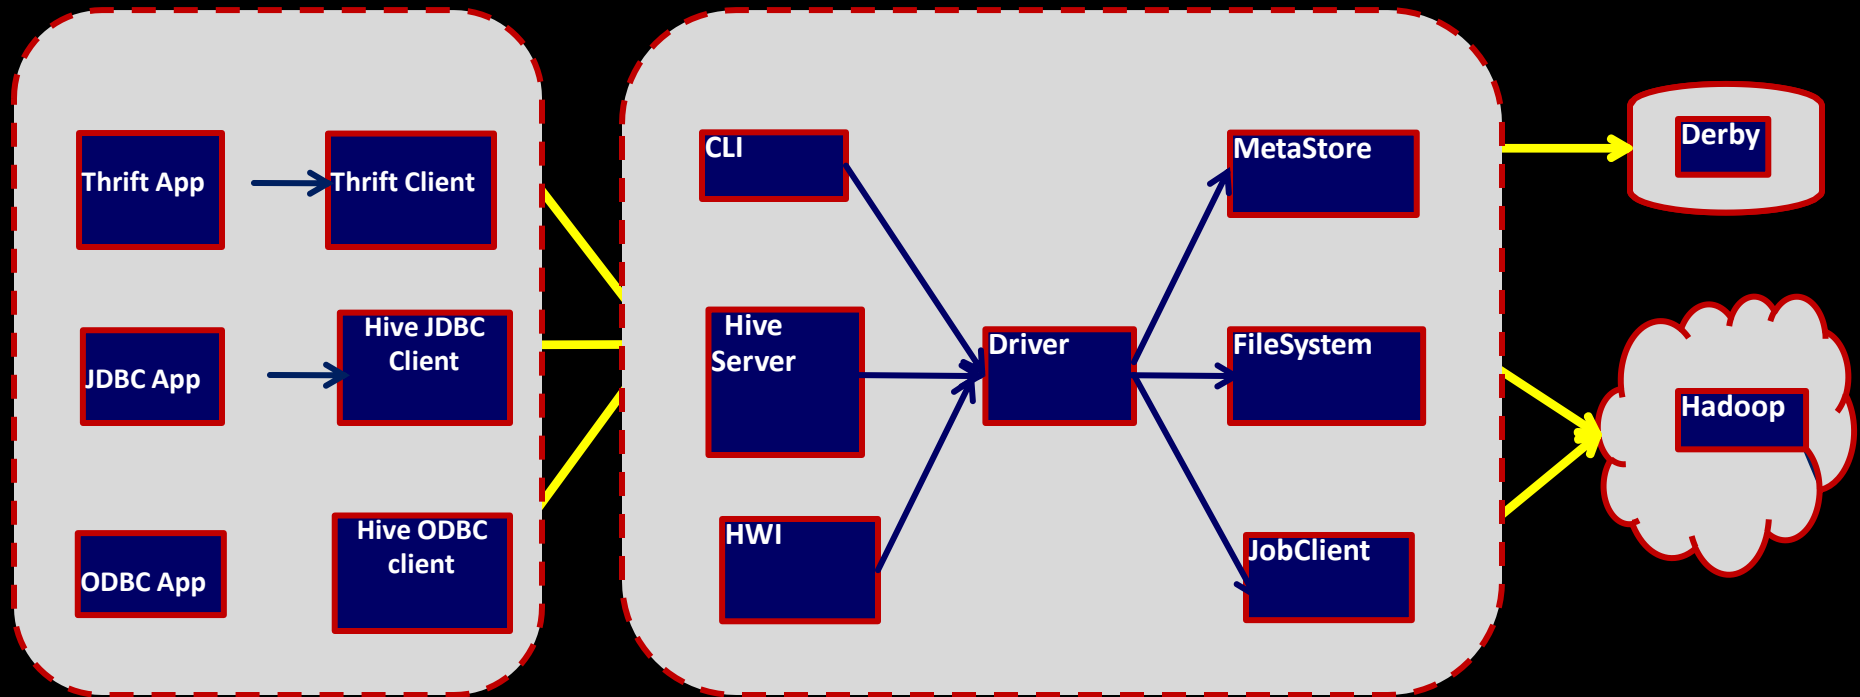 Thrift App
Thrift Client
JDBC App
Hive JDBC
Client
ODBC App
Hive ODBC
client
CLI
Hive
Server
HWI
Driver
MetaStore
FileSystem
JobClient
Derby
Hadoop